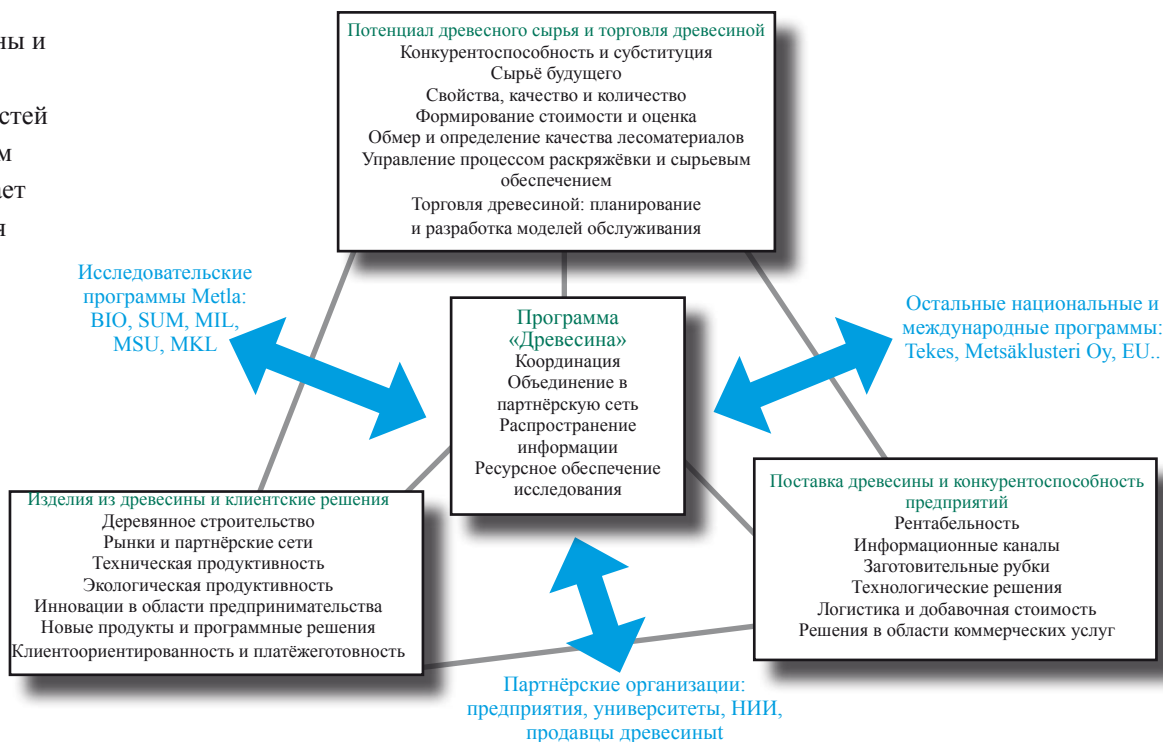 ны и
стей
м
ает
я
Потенциал древесного сырья и торговля древесиной
Конкурентоспособность и субституция
Сырьё будущего
Свойства, качество и количество
Формирование стоимости и оценка
Обмер и определение качества лесоматериалов
Управление процессом раскряжёвки и сырьевым
обеспечением
Торговля древесиной: планирование
и разработка моделей обслуживания
Исследовательские
программы Metla:
BIO, SUM, MIL,
MSU, MKL
Программа
«Древесина»
Координация
Объединение в
партнёрскую сеть
Распространение
информации
Ресурсное обеспечение
исследования
Остальные национальные и
международные программы:
Tekes, Metsäklusteri Oy, EU..
Изделия из древесины и клиентские решения
Деревянное строительство
Рынки и партнёрские сети
Техническая продуктивность
Экологическая продуктивность
Инновации в области предпринимательства
Новые продукты и программные решения
Клиентоориентированность и платёжеготовность
Поставка древесины и конкурентоспособность
предприятий
Рентабельность
Информационные каналы
Заготовительные рубки
Технологические решения
Логистика и добавочная стоимость
Решения в области коммерческих услуг
Партнёрские организации:
предприятия, университеты, НИИ,
продавцы древесиныt